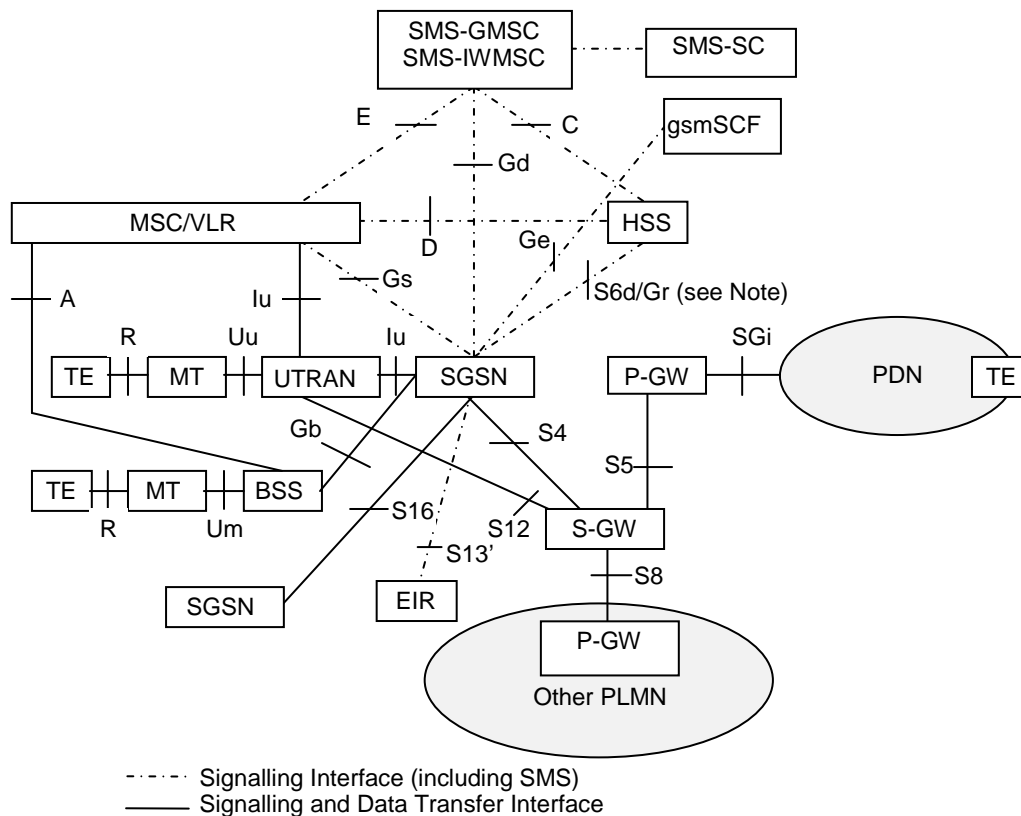 SMS-GMSC
SMS-IWMSC
SMS-SC
E
C
gsmSCF
Gd
MSC/VLR
HSS
D
Ge
Gs
S6d/Gr (see Note)
A
Iu
SGi
R
Uu
Iu
TE
MT
UTRAN
SGSN
P-GW
PDN
TE
Gb
S4
S5
TE
MT
BSS
R
Um
S16
S12
S-GW
S13’
S8
SGSN
EIR
P-GW
Other PLMN
Signalling Interface (including SMS)
Signalling and Data Transfer Interface